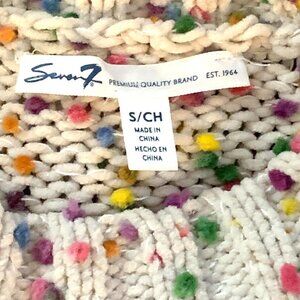 Seven7
PREMIUM QUALITY BRAND EST. 1964
S/CH
MADE IN
CHINA
HECHO EN
CHINA